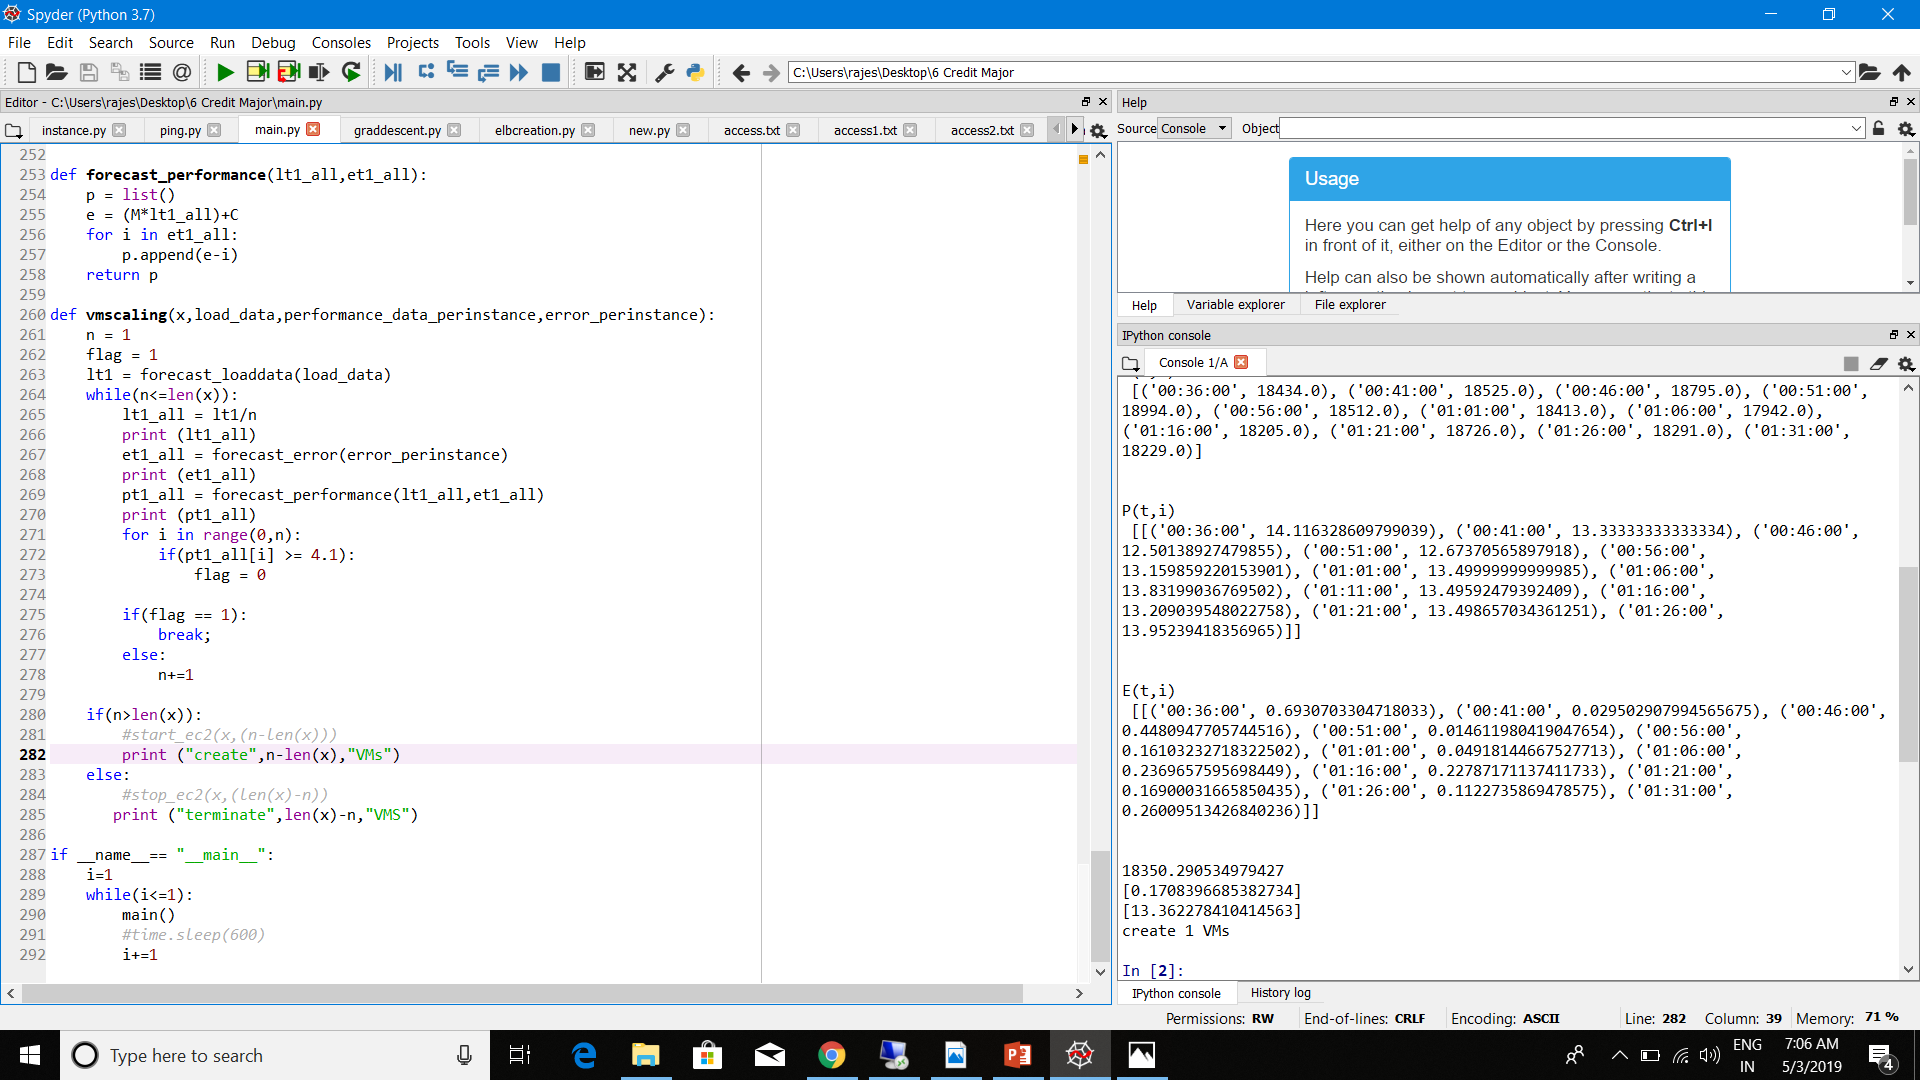 Spyder (Python 3.7)
File Edit Search Source Run Debug Consoles Projects Tools View Help
C:\Users\rajes\Desktop\6 Credit Major
Editor - C:\Users\rajes\Desktop\6 Credit Major\main.py
instance.py ping.py main.py graddescent.py elbcreation.py new.py access.txt access1.txt access2.txt
252
253 def forecast_performance(lt1_all,et1_all):
254 p = list()
255 e = (M*lt1_all)+C
256 for i in et1_all:
257 p.append(e-i)
258 return p
259
260 def vmscaling(x,load_data,performance_data_perinstance,error_perinstance):
261 n = 1
262 flag = 1
263 lt1 = forecast_loaddata(load_data)
264 while(n<=len(x)):
265 lt1_all = lt1/n
266 print (lt1_all)
267 et1_all = forecast_error(error_perinstance)
268 print (et1_all)
269 pt1_all = forecast_performance(lt1_all,et1_all)
270 print (pt1_all)
271 for i in range(0,n):
272 if(pt1_all[i] >= 4.1):
273 flag = 0
274
275 if(flag == 1):
276 break;
277 else:
278 n+=1
279
280 if(n>len(x)):
281 #start_ec2(x,(n-len(x)))
282 print ("create",n-len(x),"VMs")
283 else:
284 #stop_ec2(x,(len(x)-n))
285 print ("terminate",len(x)-n,"VMS")
286
287 if __name__== "__main__":
288 i=1
289 while(i<=1):
290 main()
291 #time.sleep(600)
292 i+=1
Help
Source Console Object
Usage
Here you can get help of any object by pressing Ctrl+I
in front of it, either on the Editor or the Console.
Help can also be shown automatically after writing a
Help Variable explorer File explorer
IPython console
Console 1/A
[('00:36:00', 18434.0), ('00:41:00', 18525.0), ('00:46:00', 18795.0), ('00:51:00',
18994.0), ('00:56:00', 18512.0), ('01:01:00', 18413.0), ('01:06:00', 17942.0),
('01:16:00', 18205.0), ('01:21:00', 18726.0), ('01:26:00', 18291.0), ('01:31:00',
18229.0)]
P(t,i)
[[('00:36:00', 14.116328609799039), ('00:41:00', 13.33333333333334), ('00:46:00',
12.50138927479855), ('00:51:00', 12.67370565897918), ('00:56:00',
13.159859220153901), ('01:01:00', 13.49999999999985), ('01:06:00',
13.83199036769502), ('01:11:00', 13.49592479392409), ('01:16:00',
13.209039548022758), ('01:21:00', 13.498657034361251), ('01:26:00',
13.95239418356965)]]
E(t,i)
[[('00:36:00', 0.6930703304718033), ('00:41:00', 0.029502907994565675), ('00:46:00',
0.4480947705744516), ('00:51:00', 0.014611980419047654), ('00:56:00',
0.16103232718322502), ('01:01:00', 0.04918144667527713), ('01:06:00',
0.2369657595698449), ('01:16:00', 0.22787171137411733), ('01:21:00',
0.16900031665850435), ('01:26:00', 0.1122735869478575), ('01:31:00',
0.26009513426840236)]]
18350.290534979427
[0.1708396685382734]
[13.362278410414563]
create 1 VMs
In [2]:
IPython console History log
Permissions: RW End-of-lines: CRLF Encoding: ASCII Line: 282 Column: 39 Memory: 71 %
Type here to search
ENG
IN
7:06 AM
5/3/2019
4